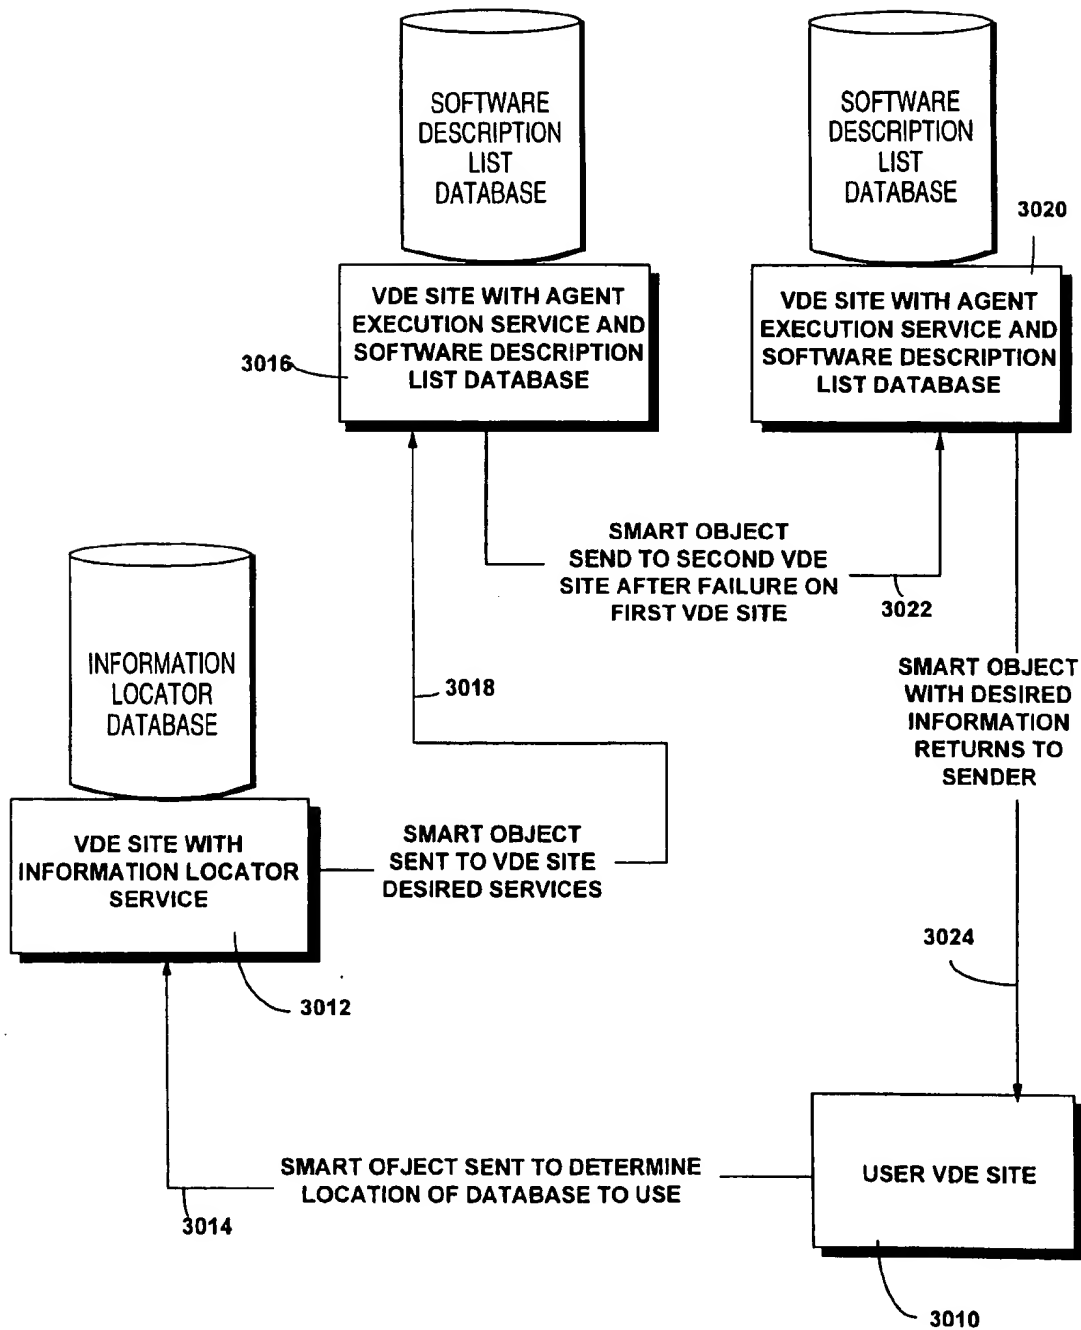 SOFTWARE
DESCRIPTION
LIST
DATABASE
SOFTWARE
DESCRIPTION
LIST
DATABASE
3020
VDE SITE WITH AGENT
EXECUTION SERVICE AND
SOFTWARE DESCRIPTION
LIST DATABASE
3016
VDE SITE WITH AGENT
EXECUTION SERVICE AND
SOFTWARE DESCRIPTION
LIST DATABASE
SMART OBJECT
SEND TO SECOND VDE
SITE AFTER FAILURE ON
FIRST VDE SITE
3022
INFORMATION
LOCATOR
DATABASE
3018
SMART OBJECT
WITH DESIRED
INFORMATION
RETURNS TO
SENDER
VDE SITE WITH
INFORMATION LOCATOR
SERVICE
SMART OBJECT
SENT TO VDE SITE
DESIRED SERVICES
3012
3024
SMART OFJECT SENT TO DETERMINE
LOCATION OF DATABASE TO USE
3014
USER VDE SITE
3010